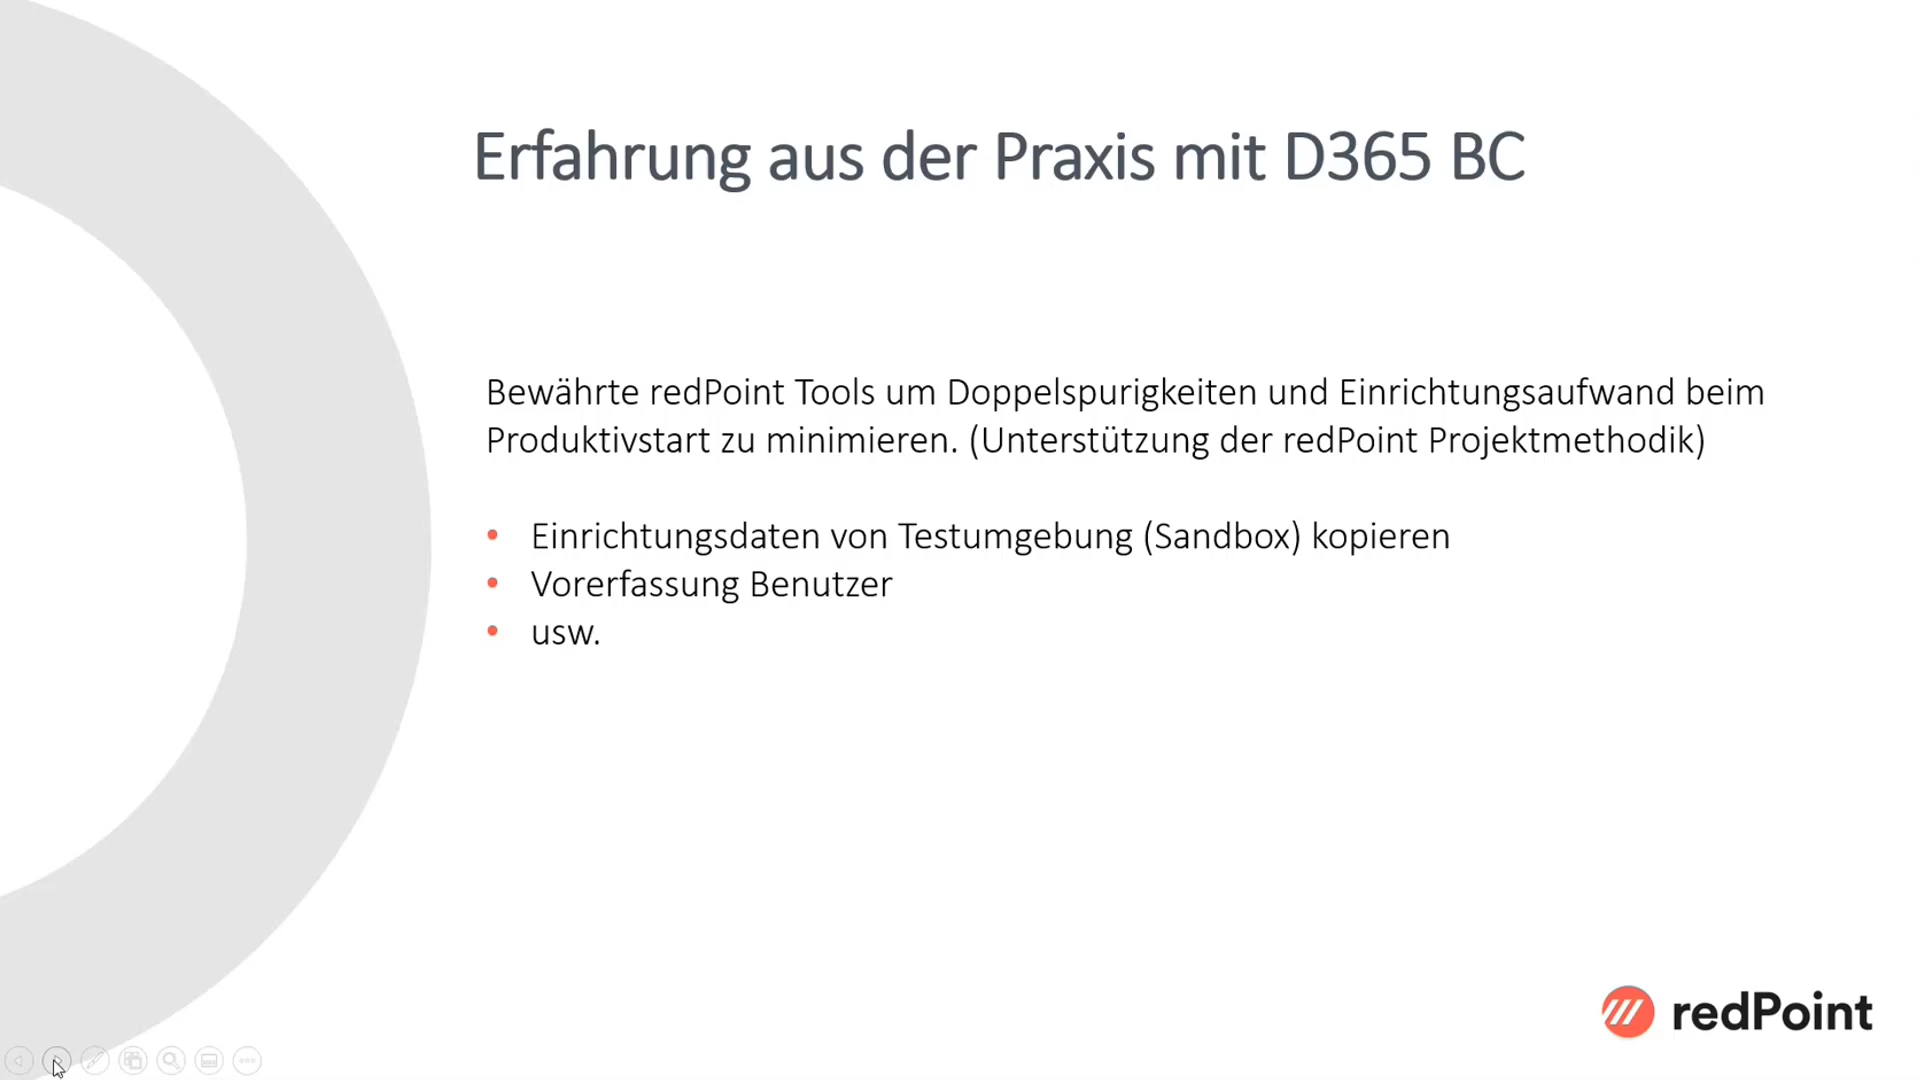 Erfahrung aus der Praxis mit D365 BC
Bewährte redPoint Tools um Doppelspurigkeiten und Einrichtungsaufwand beim
Produktivstart zu minimieren. (Unterstützung der redPoint Projektmethodik)
• Einrichtungsdaten von Testumgebung (Sandbox) kopieren
• Vorerfassung Benutzer
• usw.
redPoint